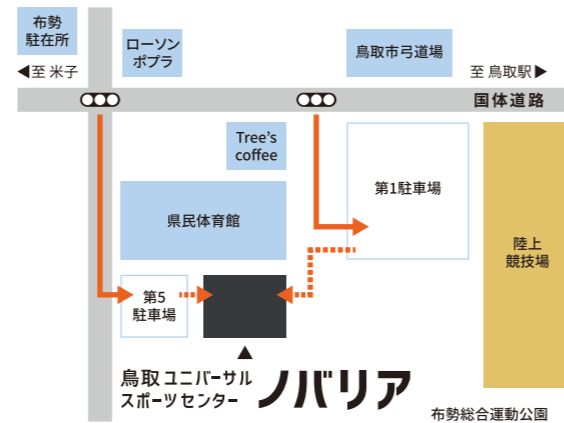 布勢
駐在所
ローソン
ポプラ
鳥取市弓道場
◀至 米子
至 鳥取駅▶
国体道路
Tree's
coffee
第1駐車場
県民体育館
陸上
競技場
第5
駐車場
▲
鳥取ユニバーサル
スポーツセンター
ノバリア
布勢総合運動公園